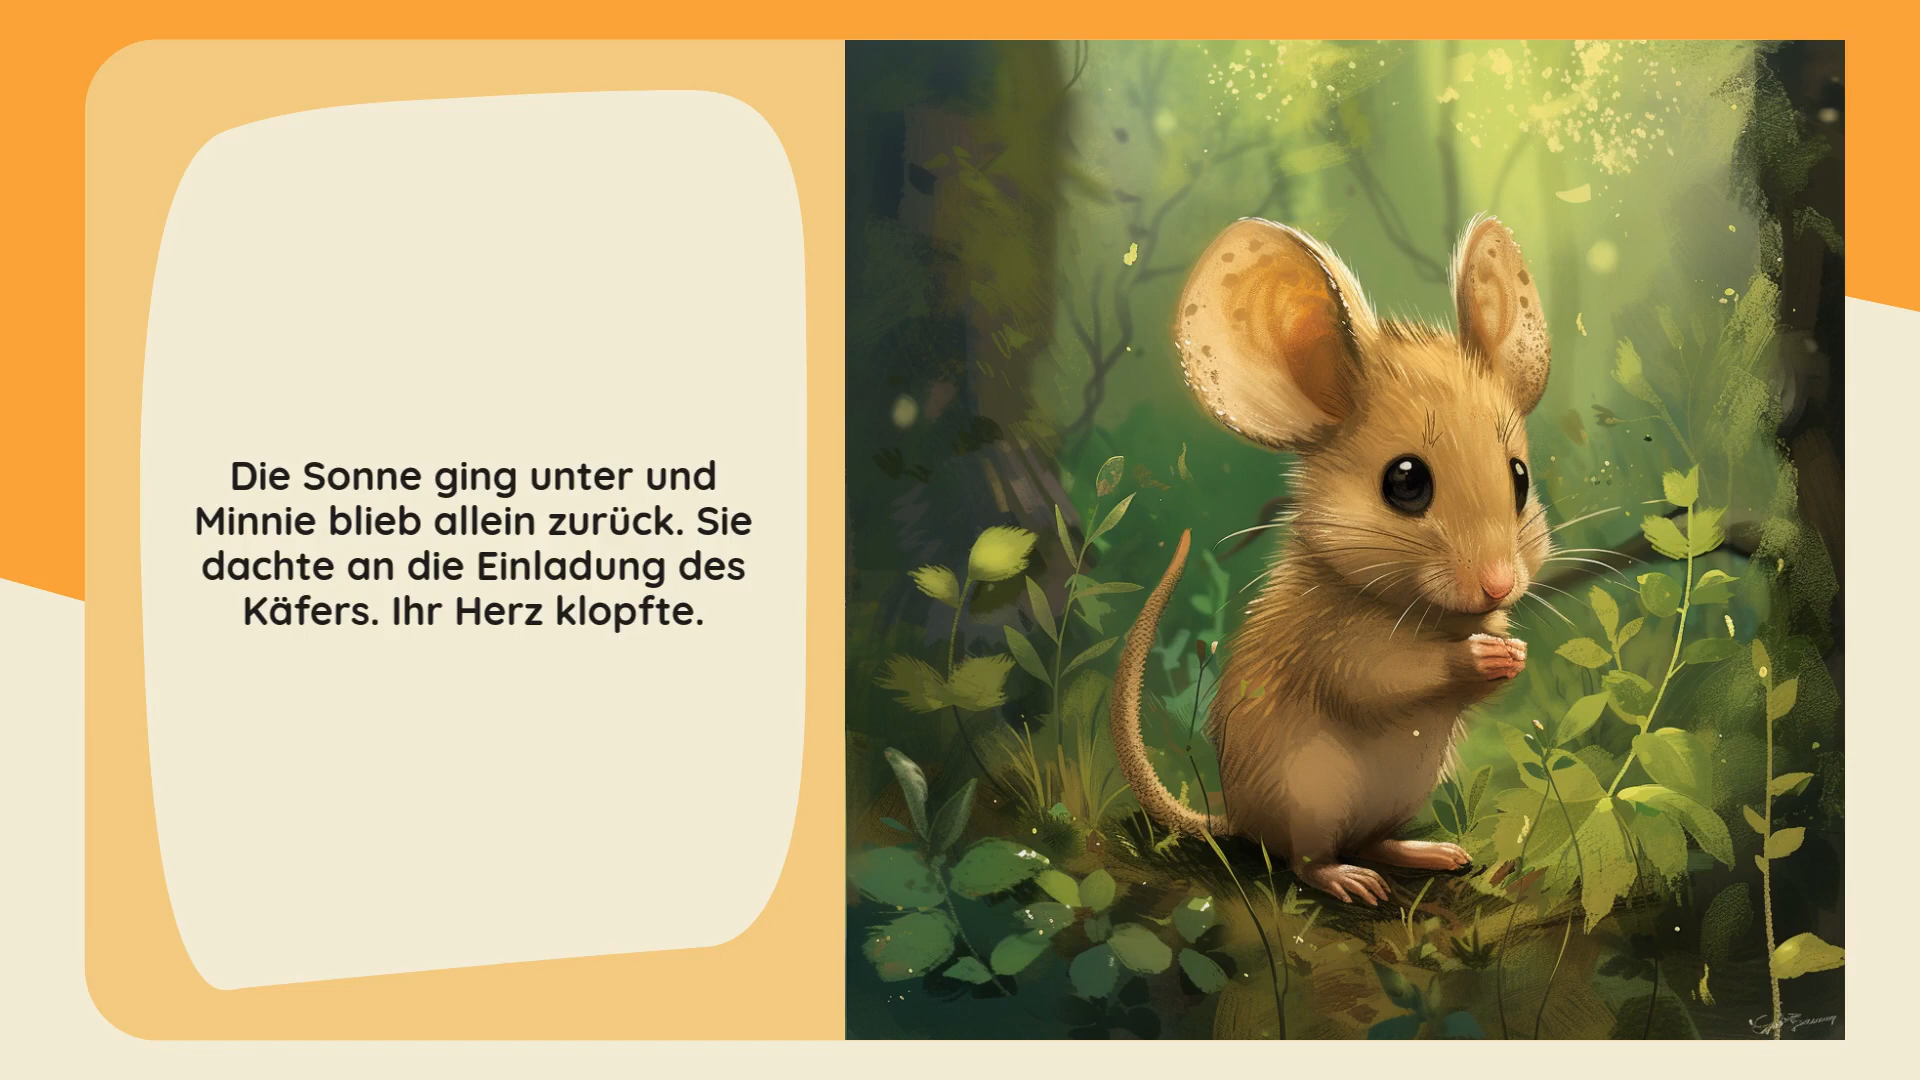 Die Sonne ging unter und
Minnie blieb allein zurück. Sie
dachte an die Einladung des
Käfers. Ihr Herz klopfte.